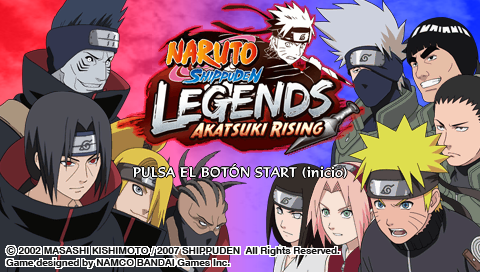 NARUTO
SHIPPUDEN
LEGENDS
AKATSUKI RISING
PULSA EL BOTÓN START (inicio)
© 2002 MASASHI KISHIMOTO / 2007 SHIPPUDEN All Rights Reserved.
Game designed by NAMCO BANDAI Games Inc.